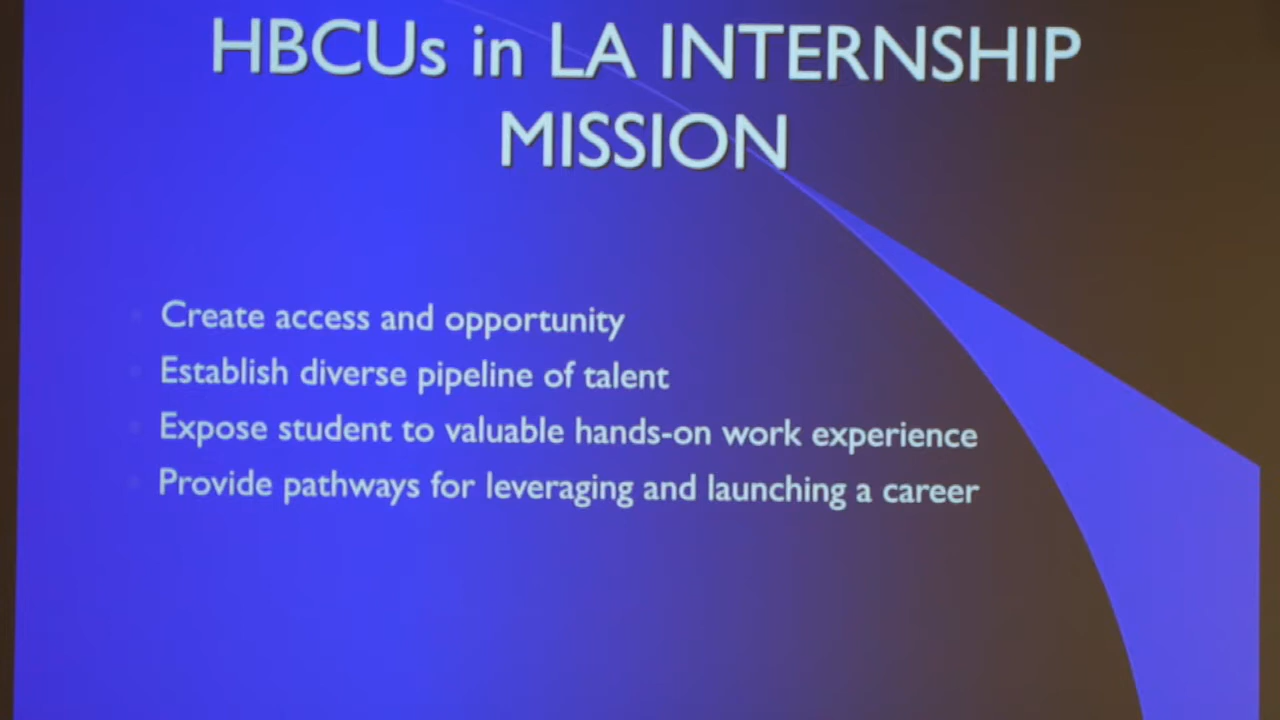 HBCUs in LA INTERNSHIP
MISSION
Create access and opportunity
Establish diverse pipeline of talent
Expose student to valuable hands-on work experience
Provide pathways for leveraging and launching a career